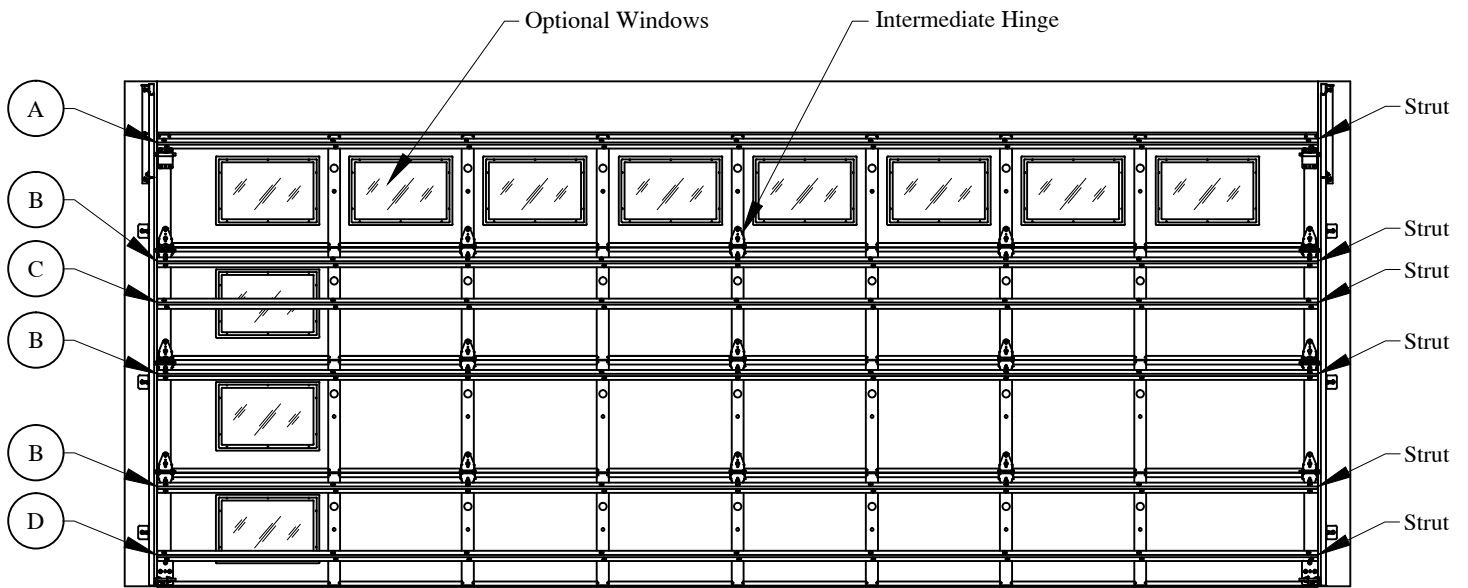 Optional Windows
Intermediate Hinge
A
Strut
B
Strut
C
Strut
B
Strut
B
Strut
D
Strut